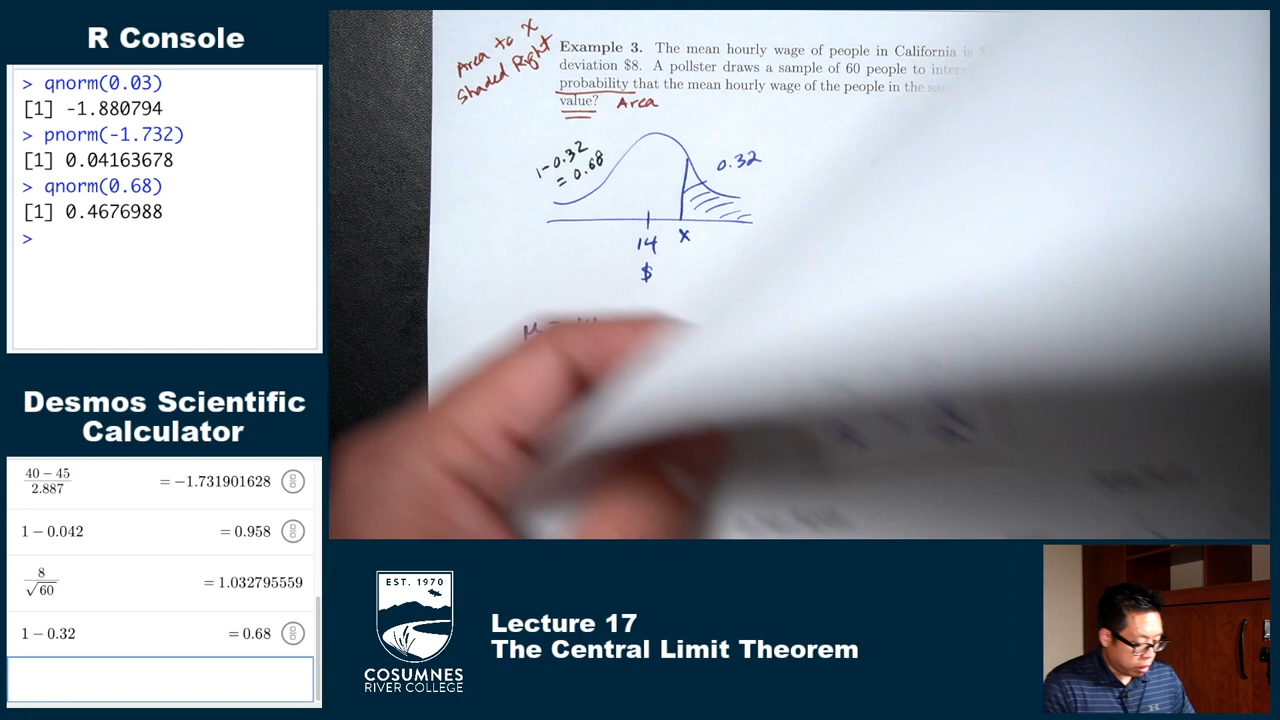 R Console
> qnorm(0.03)
[1] -1.880794
> pnorm(-1.732)
[1] 0.04163678
> qnorm(0.68)
[1] 0.4676988
>
Desmos Scientific
Calculator
40 − 45
2.887
= −1.731901628
1 − 0.042
= 0.958
8
√60
= 1.032795559
1 − 0.32
= 0.68
Area to X
Shaded Right
Example 3. The mean hourly wage of people in California is
deviation $8. A pollster draws a sample of 60 people to
probability that the mean hourly wage of the people in the
value? Area
1-0.32
= 0.68
0.32
14
x
$
EST. 1970
COSUMNES
RIVER COLLEGE
Lecture 17
The Central Limit Theorem